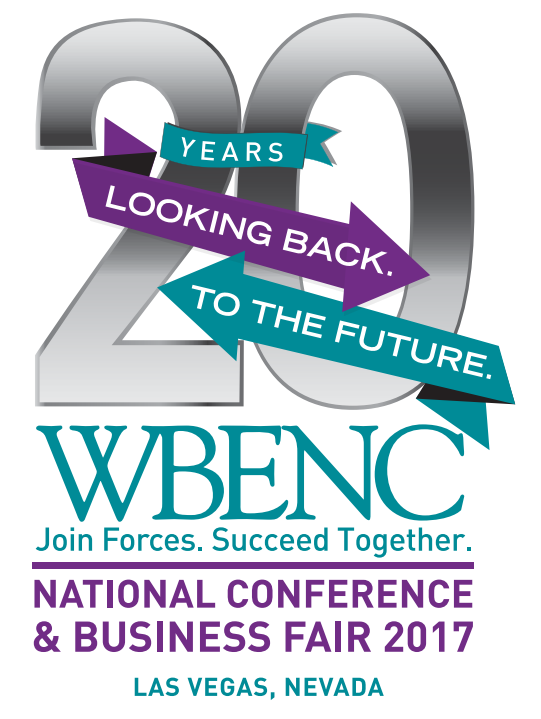 20
YEARS
LOOKING BACK.
TO THE FUTURE.
WBENC
Join Forces. Succeed Together.
NATIONAL CONFERENCE
& BUSINESS FAIR 2017
LAS VEGAS, NEVADA